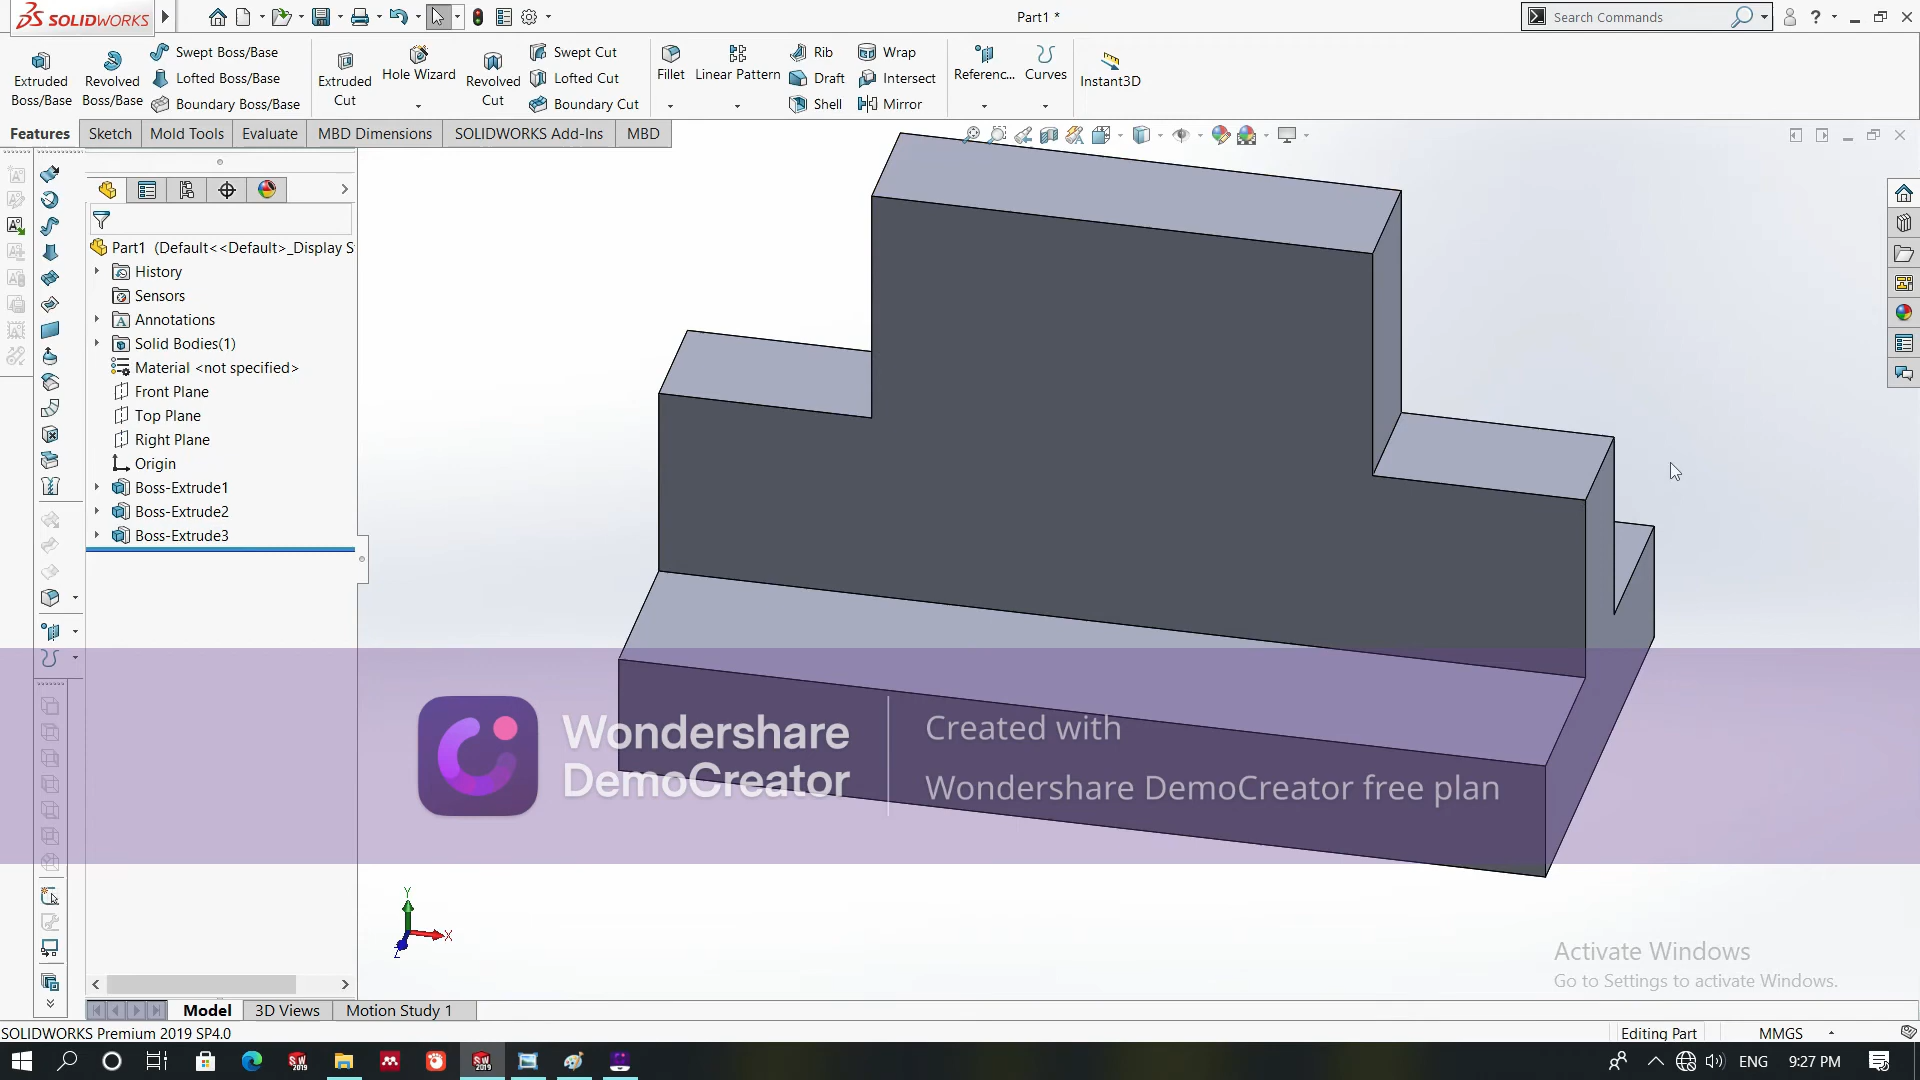 SOLIDWORKS
Part1 *
Search Commands
Extruded Boss/Base
Revolved Boss/Base
Swept Boss/Base
Lofted Boss/Base
Boundary Boss/Base
Extruded Cut
Hole Wizard
Revolved Cut
Swept Cut
Lofted Cut
Boundary Cut
Fillet
Linear Pattern
Rib
Draft
Shell
Wrap
Intersect
Mirror
Referenc...
Curves
Instant3D
Features
Sketch
Mold Tools
Evaluate
MBD Dimensions
SOLIDWORKS Add-Ins
MBD
Part1 (Default<<Default>_Display S
History
Sensors
Annotations
Solid Bodies(1)
Material <not specified>
Front Plane
Top Plane
Right Plane
Origin
Boss-Extrude1
Boss-Extrude2
Boss-Extrude3
Wondershare
DemoCreator
Created with
Wondershare DemoCreator free plan
Y
X
Z
Activate Windows
Go to Settings to activate Windows.
Model
3D Views
Motion Study 1
SOLIDWORKS Premium 2019 SP4.0
Editing Part
MMGS
ENG
9:27 PM